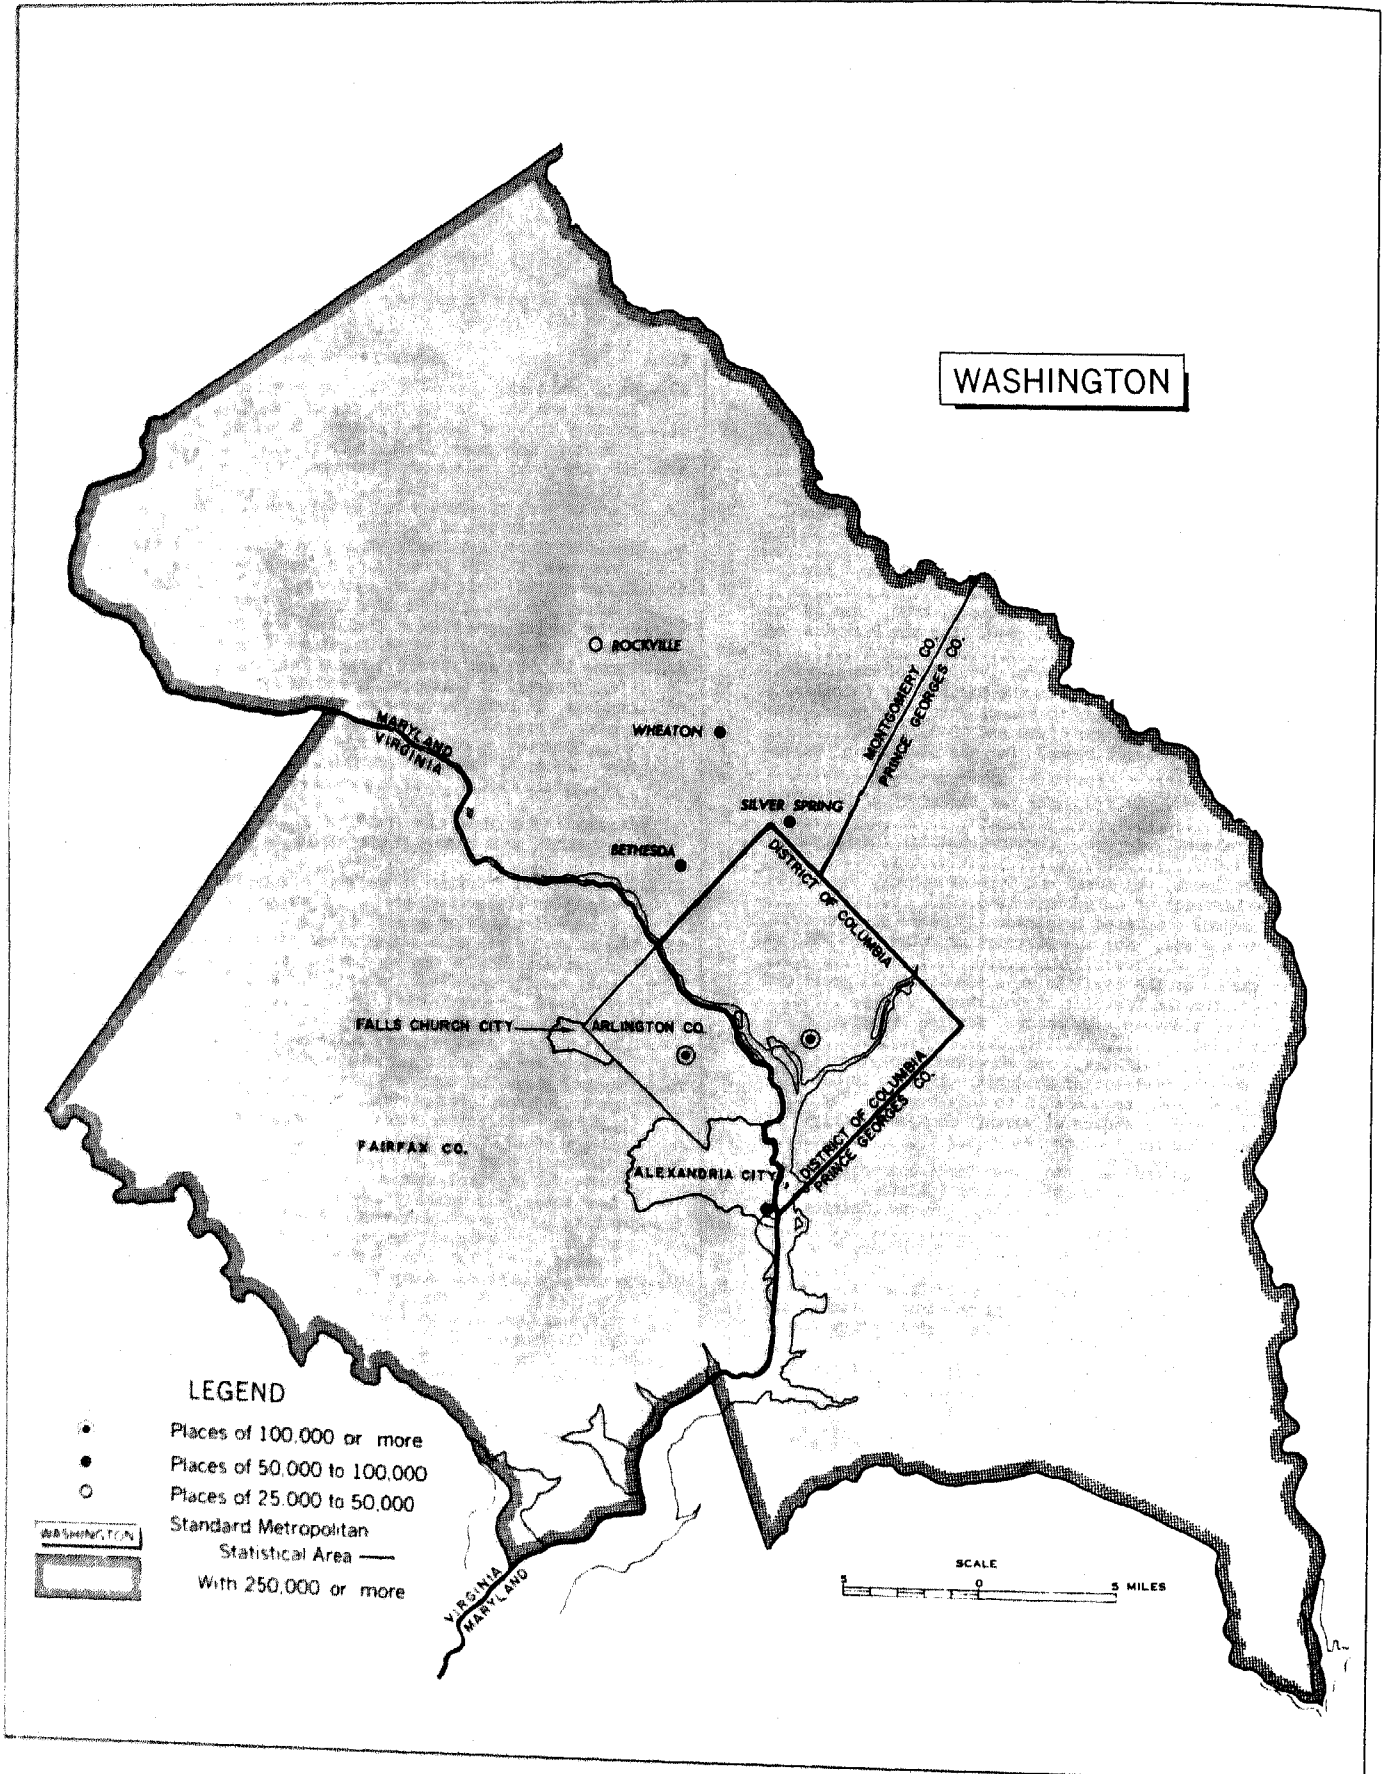 WASHINGTON
ROCKVILLE
MARYLAND
VIRGINIA
WHEATON
MONTGOMERY CO.
PRINCE GEORGES CO.
SILVER SPRING
BETHESDA
DISTRICT OF COLUMBIA
FALLS CHURCH CITY
ARLINGTON CO.
DISTRICT OF COLUMBIA
PRINCE GEORGES CO.
FAIRFAX CO.
ALEXANDRIA CITY
LEGEND
Places of 100,000 or more
Places of 50,000 to 100,000
Places of 25,000 to 50,000
WASHINGTON
Standard Metropolitan
Statistical Area —
With 250,000 or more
VIRGINIA
MARYLAND
SCALE
5 0 5 MILES